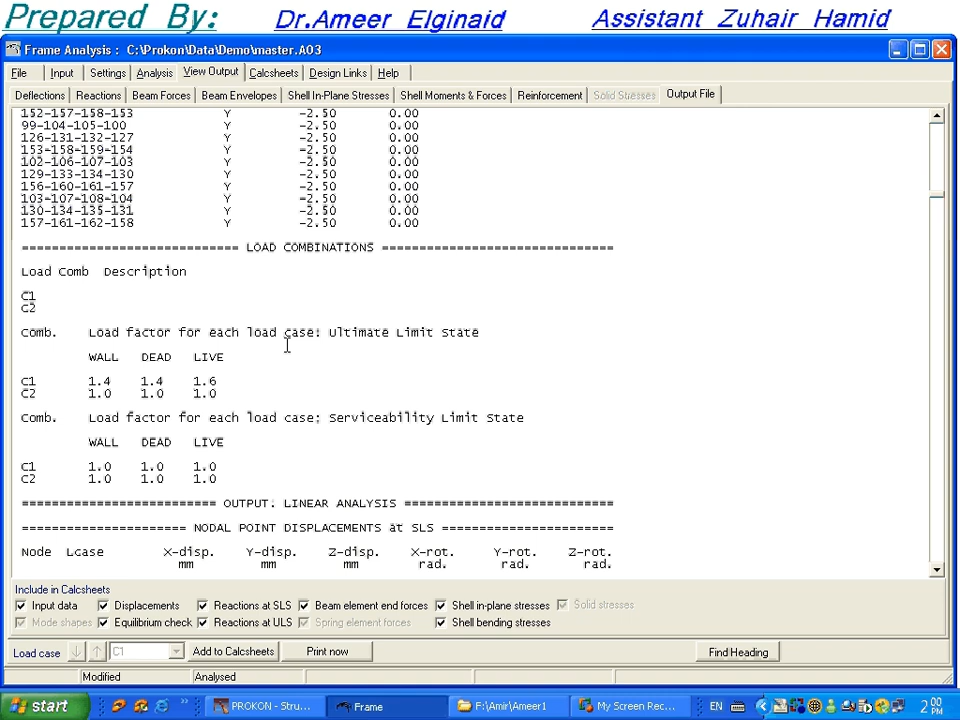 Prepared By: Dr.Ameer Elginaid Assistant Zuhair Hamid
Frame Analysis : C:\Prokon\Data\Demo\master.A03
File Input Settings Analysis View Output Calcsheets Design Links Help
Deflections Reactions Beam Forces Beam Envelopes Shell In-Plane Stresses Shell Moments & Forces Reinforcement Solid Stresses Output File
152-157-158-153 Y -2.50 0.00
99-104-105-100 Y -2.50 0.00
126-131-132-127 Y -2.50 0.00
153-158-159-154 Y -2.50 0.00
102-106-107-103 Y -2.50 0.00
129-133-134-130 Y -2.50 0.00
156-160-161-157 Y -2.50 0.00
103-107-108-104 Y -2.50 0.00
130-134-135-131 Y -2.50 0.00
157-161-162-158 Y -2.50 0.00
============================= LOAD COMBINATIONS ===============================
Load Comb Description
C1
C2
Comb. Load factor for each load case: Ultimate Limit State
WALL DEAD LIVE
C1 1.4 1.4 1.6
C2 1.0 1.0 1.0
Comb. Load factor for each load case; Serviceability Limit State
WALL DEAD LIVE
C1 1.0 1.0 1.0
C2 1.0 1.0 1.0
========================== OUTPUT: LINEAR ANALYSIS ============================
====================== NODAL POINT DISPLACEMENTS at SLS =======================
Node Lcase X-disp. Y-disp. Z-disp. X-rot. Y-rot. Z-rot.
mm mm mm rad. rad. rad.
Include in Calcsheets
Input data Displacements Reactions at SLS Beam element end forces Shell in-plane stresses Solid stresses
Mode shapes Equilibrium check Reactions at ULS Spring element forces Shell bending stresses
Load case C1 Add to Calcsheets Print now Find Heading
Modified Analysed
start PROKON - Stru... Frame F:\Amir\Ameer1 My Screen Rec... EN 2:00 PM